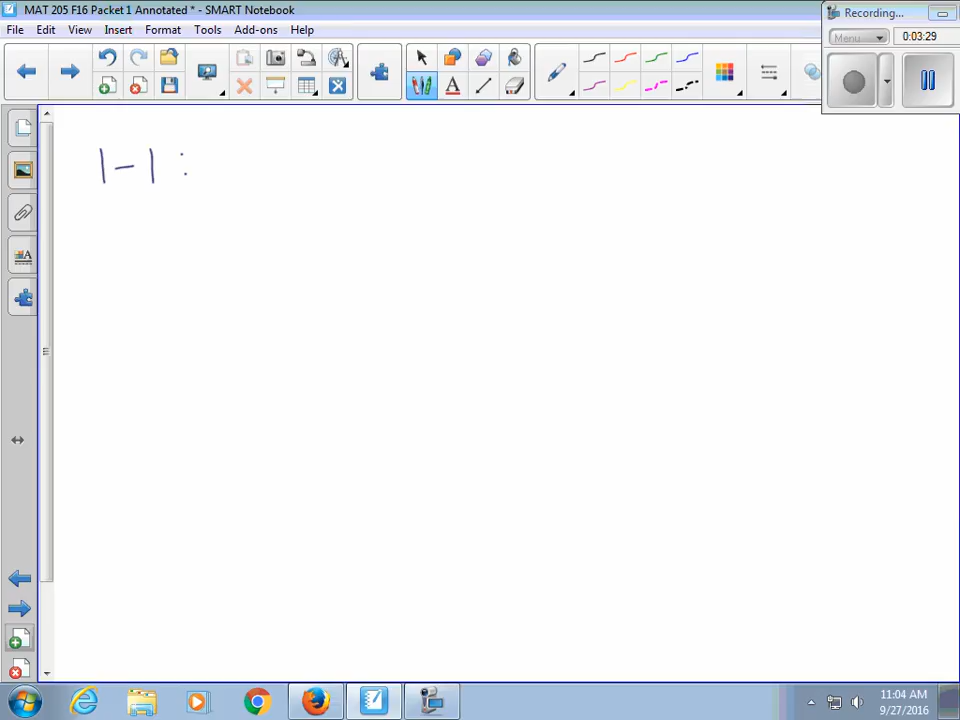 MAT 205 F16 Packet 1 Annotated * - SMART Notebook
File Edit View Insert Format Tools Add-ons Help
Recording...
Menu 0:03:29
1-1 :
11:04 AM
9/27/2016